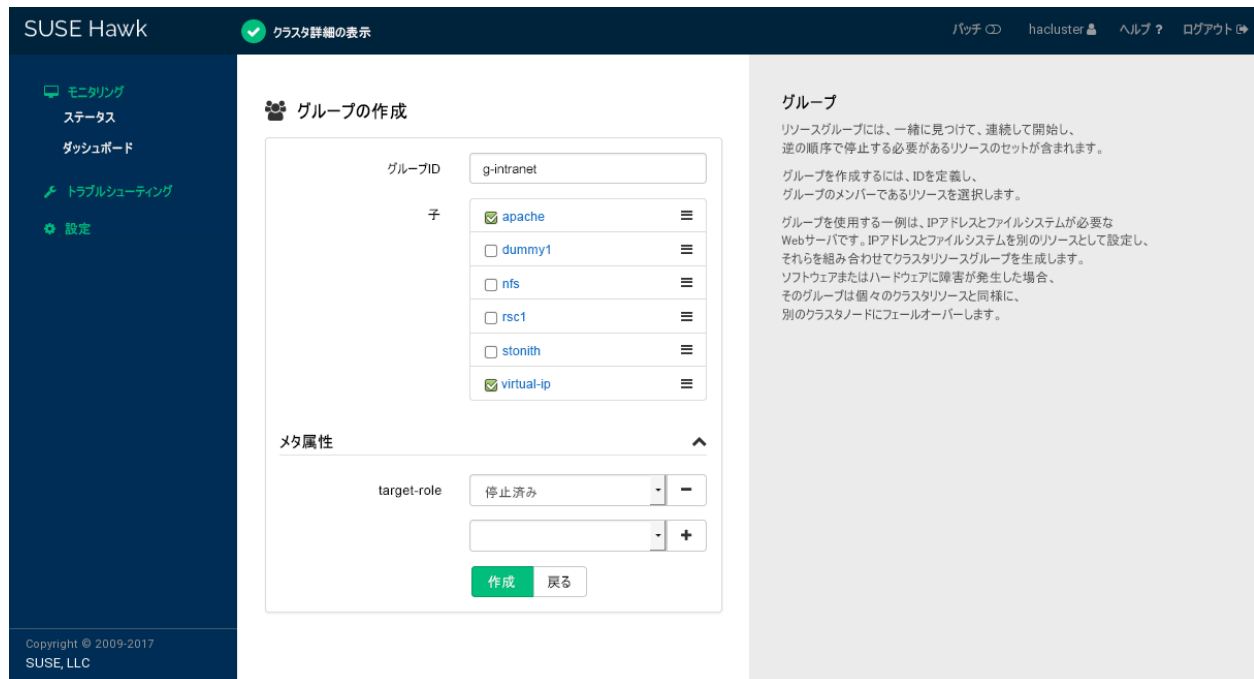 SUSE Hawk
クラスタ詳細の表示
バッチ
hacluster
ヘルプ ?
ログアウト
モニタリング
ステータス
ダッシュボード
トラブルシューティング
設定
Copyright © 2009-2017
SUSE, LLC
グループの作成
グループID
g-intranet
子
apache
dummy1
nfs
rsc1
stonith
virtual-ip
メタ属性
target-role
停止済み
作成
戻る
グループ
リソースグループには、一緒に見つけて、連続して開始し、
逆の順序で停止する必要があるリソースのセットが含まれます。
グループを作成するには、IDを定義し、
グループのメンバーであるリソースを選択します。
グループを使用する一例は、IPアドレスとファイルシステムが必要な
Webサーバです。IPアドレスとファイルシステムを別のリソースとして設定し、
それらを組み合わせてクラスタリソースグループを生成します。
ソフトウェアまたはハードウェアに障害が発生した場合、
そのグループは個々のクラスタリソースと同様に、
別のクラスタノードにフェールオーバーします。